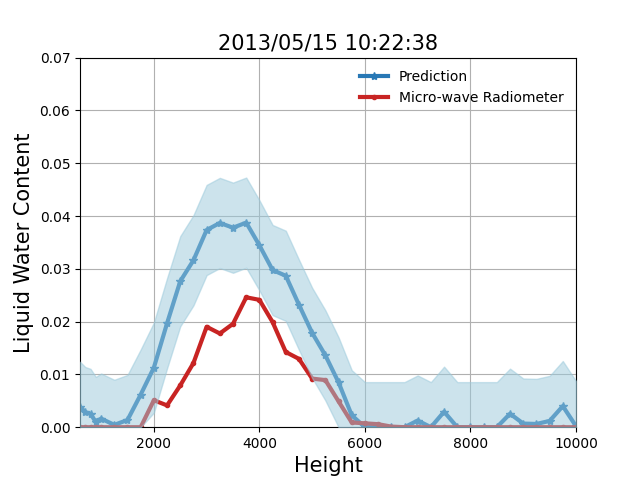 2013/05/15 10:22:38
Prediction
Micro-wave Radiometer
Liquid Water Content
0.07
0.06
0.05
0.04
0.03
0.02
0.01
0.00
2000 4000 6000 8000 10000
Height